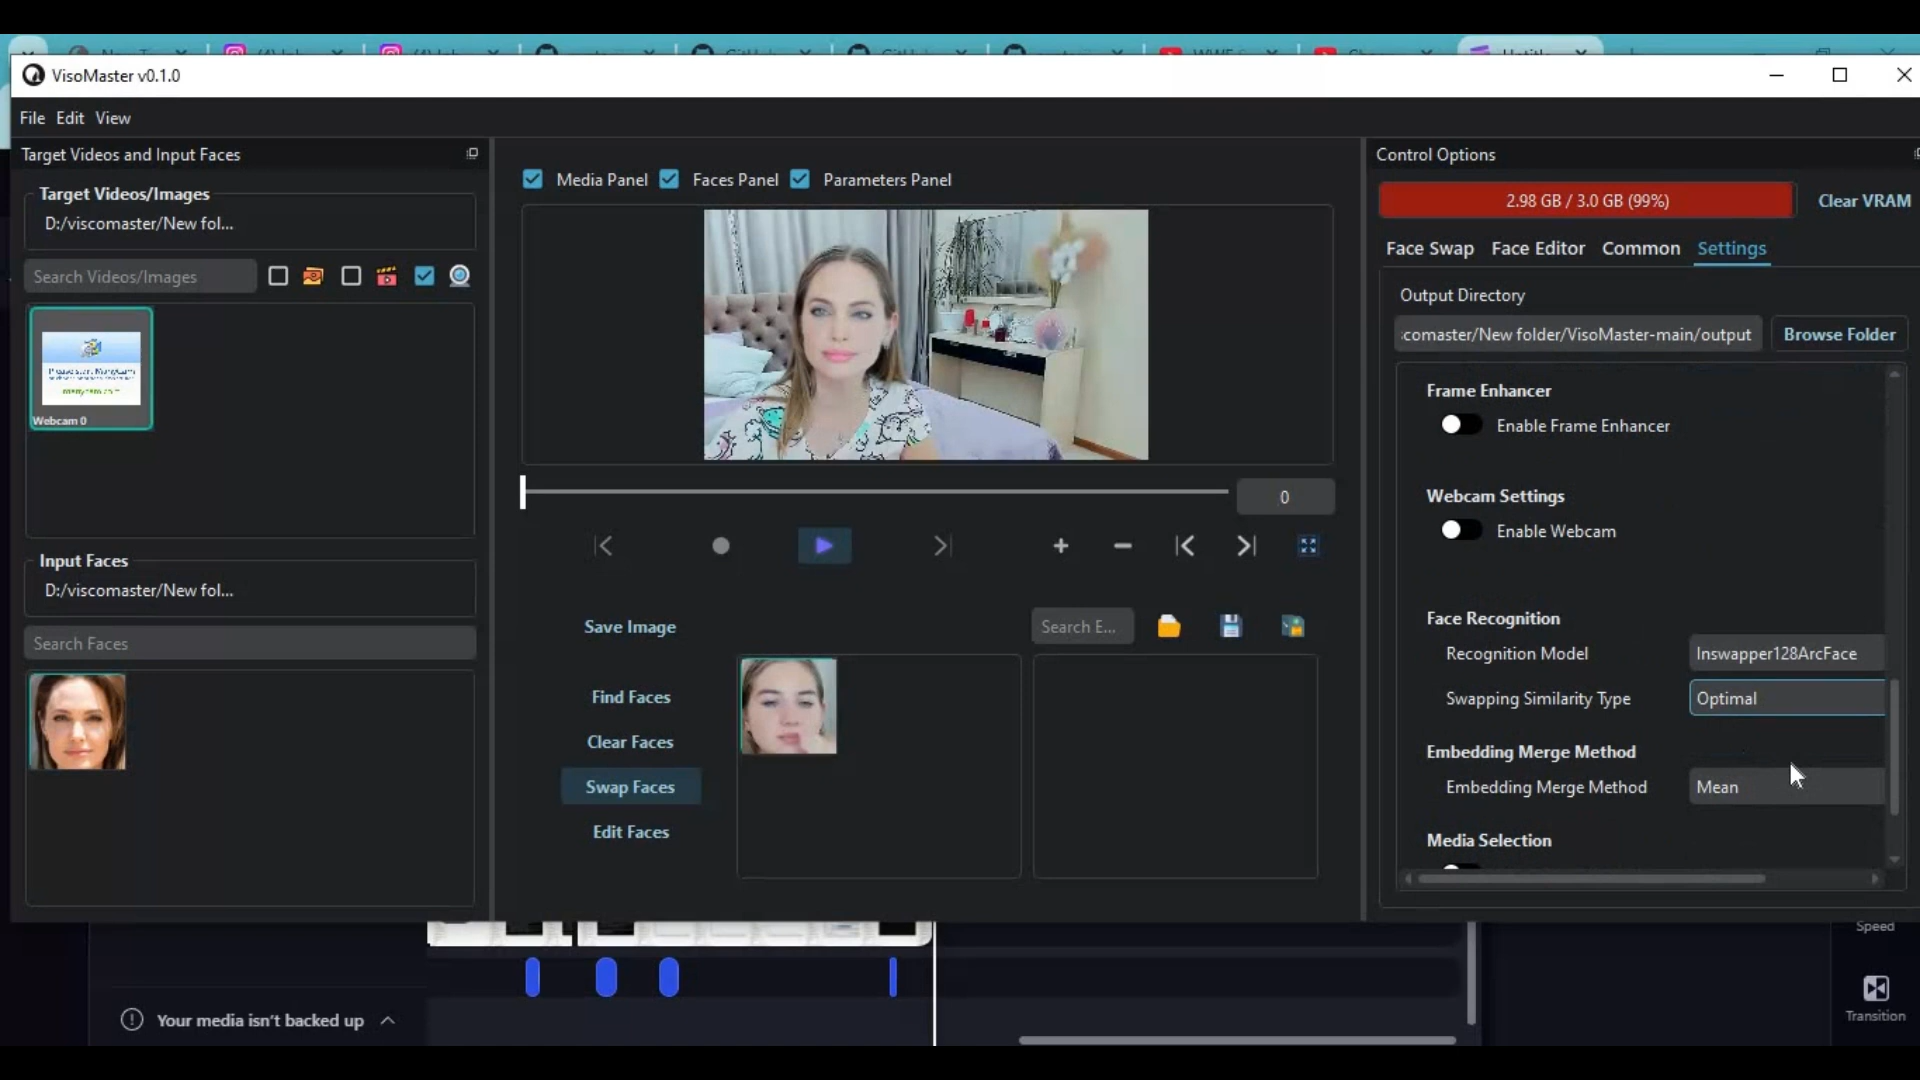 VisoMaster v0.1.0
File Edit View
Target Videos and Input Faces
Target Videos/Images
D:/viscomaster/New fol...
Search Videos/Images
Please start ManyCam
manycam.com
Webcam 0
Input Faces
D:/viscomaster/New fol...
Search Faces
Media Panel
Faces Panel
Parameters Panel
0
Save Image
Search E...
Find Faces
Clear Faces
Swap Faces
Edit Faces
Control Options
2.98 GB / 3.0 GB (99%)
Clear VRAM
Face Swap Face Editor Common Settings
Output Directory
:comaster/New folder/VisoMaster-main/output
Browse Folder
Frame Enhancer
Enable Frame Enhancer
Webcam Settings
Enable Webcam
Face Recognition
Recognition Model Inswapper128ArcFace
Swapping Similarity Type Optimal
Embedding Merge Method
Embedding Merge Method Mean
Media Selection
Your media isn't backed up
Speed
Transition